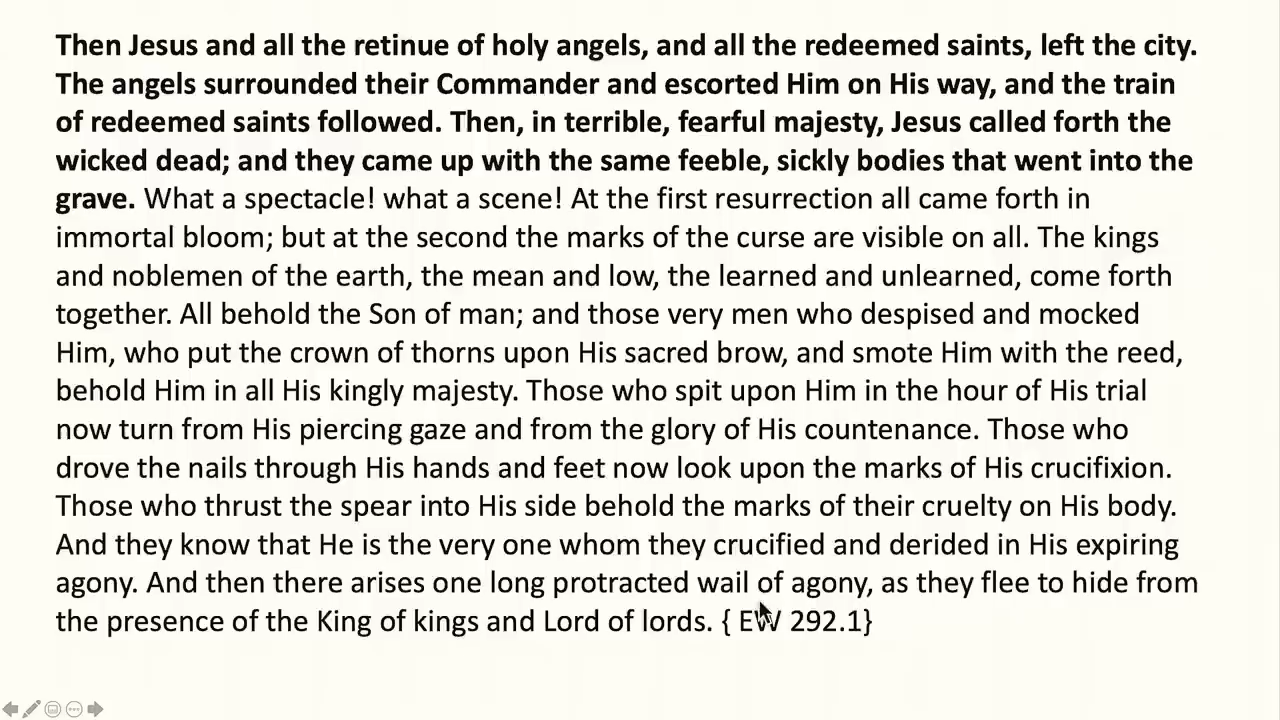 Then Jesus and all the retinue of holy angels, and all the redeemed saints, left the city.
The angels surrounded their Commander and escorted Him on His way, and the train
of redeemed saints followed. Then, in terrible, fearful majesty, Jesus called forth the
wicked dead; and they came up with the same feeble, sickly bodies that went into the
grave. What a spectacle! what a scene! At the first resurrection all came forth in
immortal bloom; but at the second the marks of the curse are visible on all. The kings
and noblemen of the earth, the mean and low, the learned and unlearned, come forth
together. All behold the Son of man; and those very men who despised and mocked
Him, who put the crown of thorns upon His sacred brow, and smote Him with the reed,
behold Him in all His kingly majesty. Those who spit upon Him in the hour of His trial
now turn from His piercing gaze and from the glory of His countenance. Those who
drove the nails through His hands and feet now look upon the marks of His crucifixion.
Those who thrust the spear into His side behold the marks of their cruelty on His body.
And they know that He is the very one whom they crucified and derided in His expiring
agony. And then there arises one long protracted wail of agony, as they flee to hide from
the presence of the King of kings and Lord of lords. { EW 292.1}